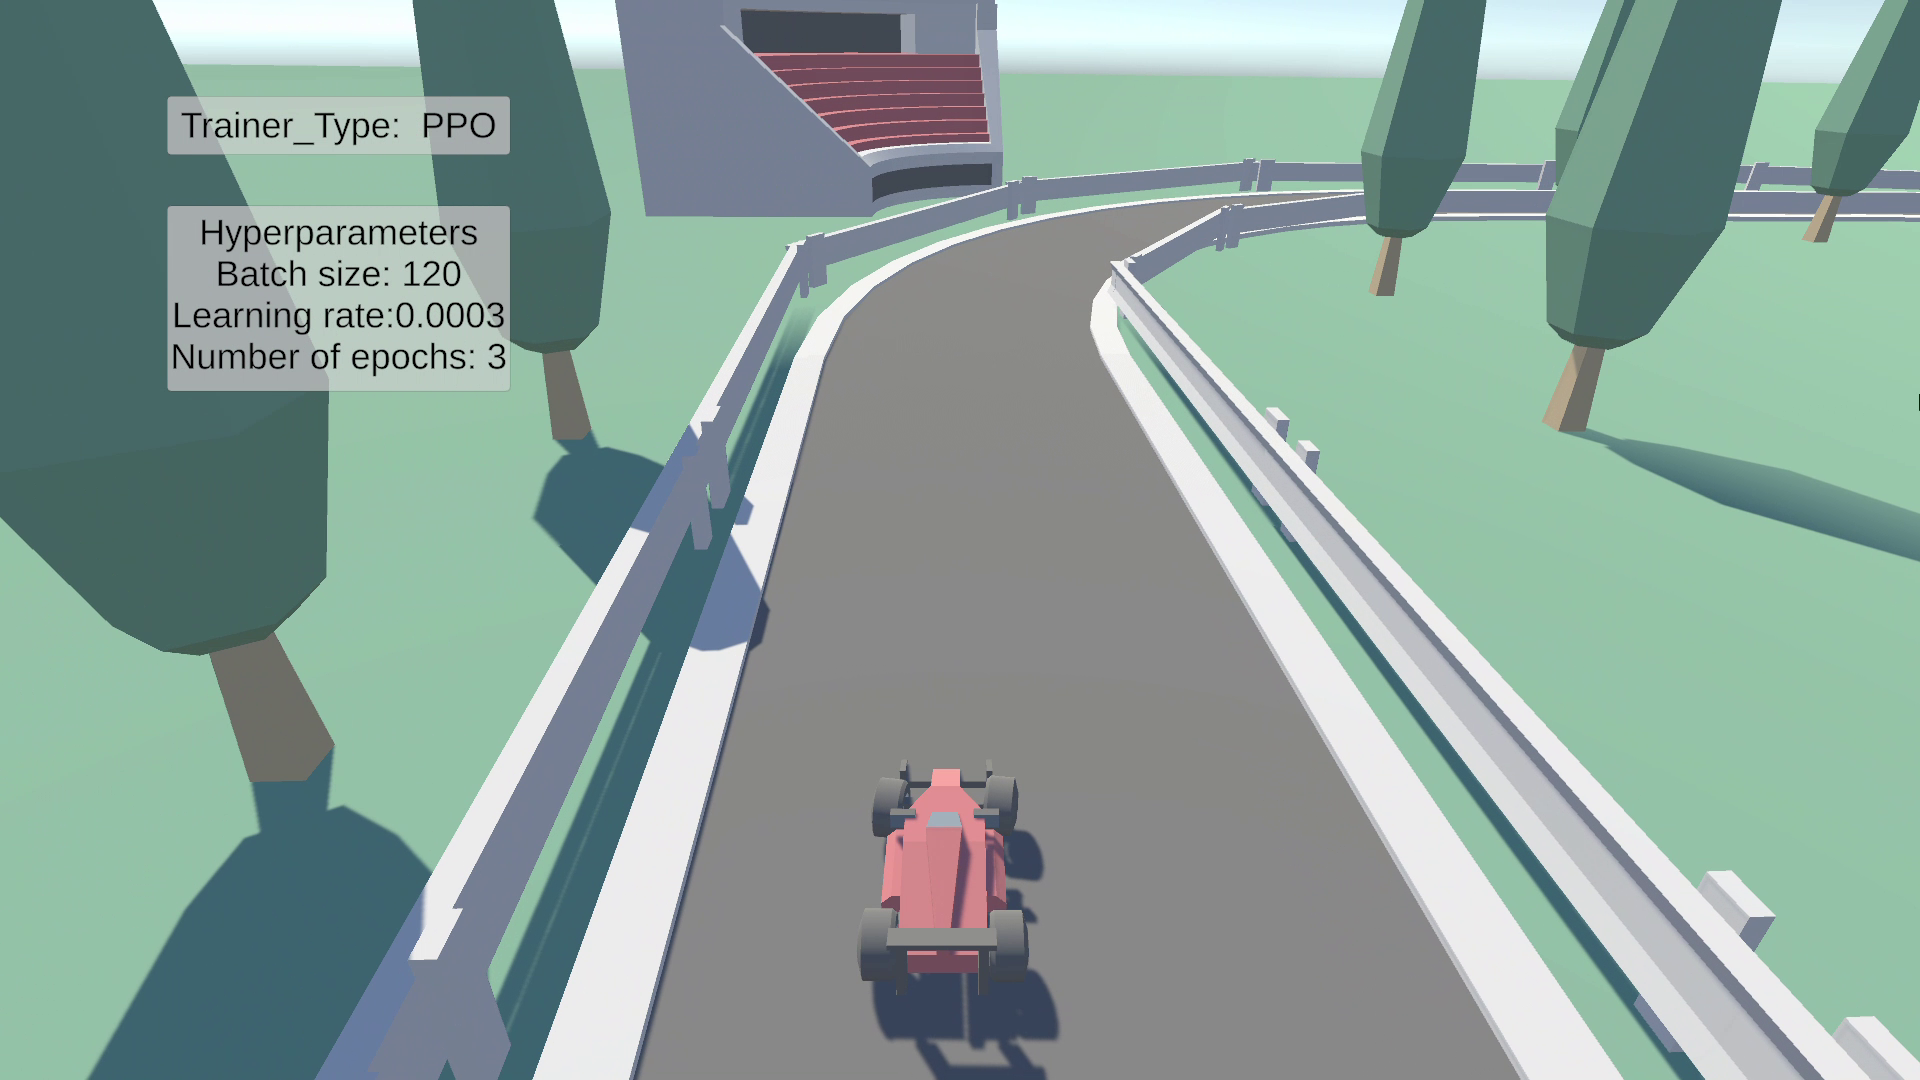 Trainer_Type:  PPO
Hyperparameters
Batch size: 120
Learning rate:0.0003
Number of epochs: 3